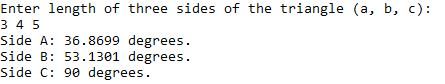 Enter length of three sides of the triangle (a, b, c):
3 4 5
Side A: 36.8699 degrees.
Side B: 53.1301 degrees.
Side C: 90 degrees.